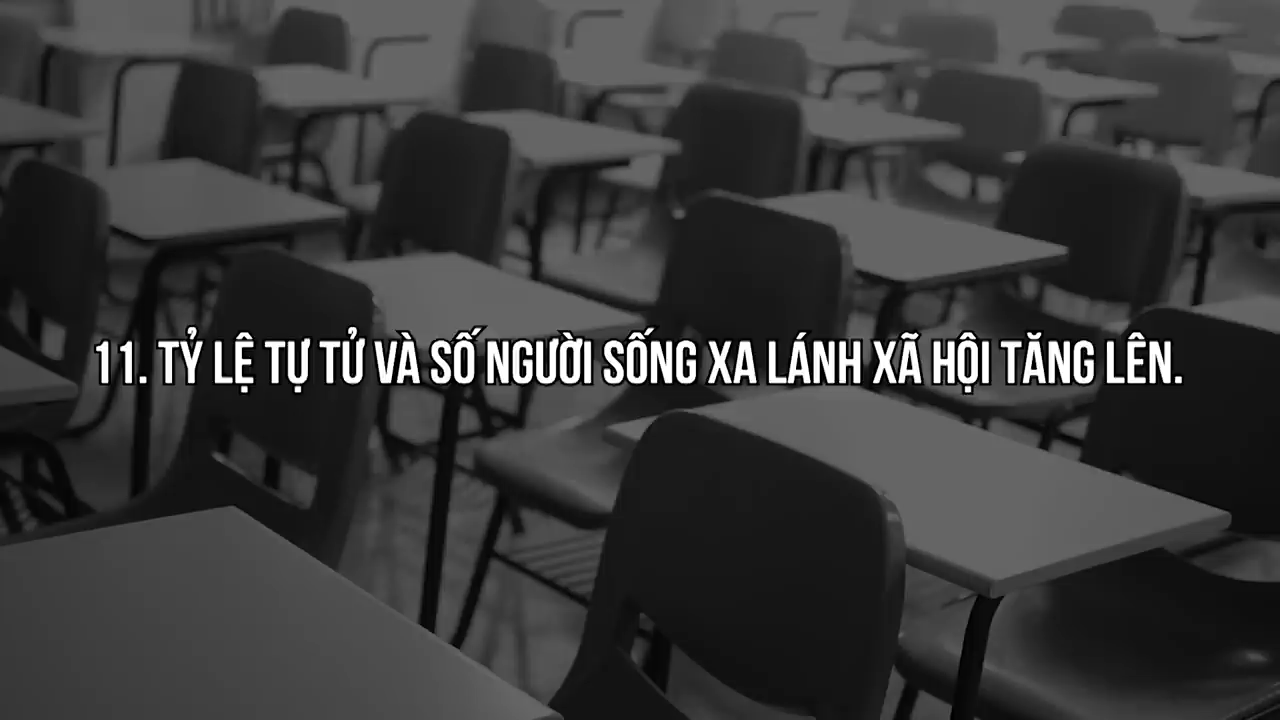 11. TỶ LỆ TỰ TỬ VÀ SỐ NGƯỜI SỐNG XA LÁNH XÃ HỘI TĂNG LÊN.